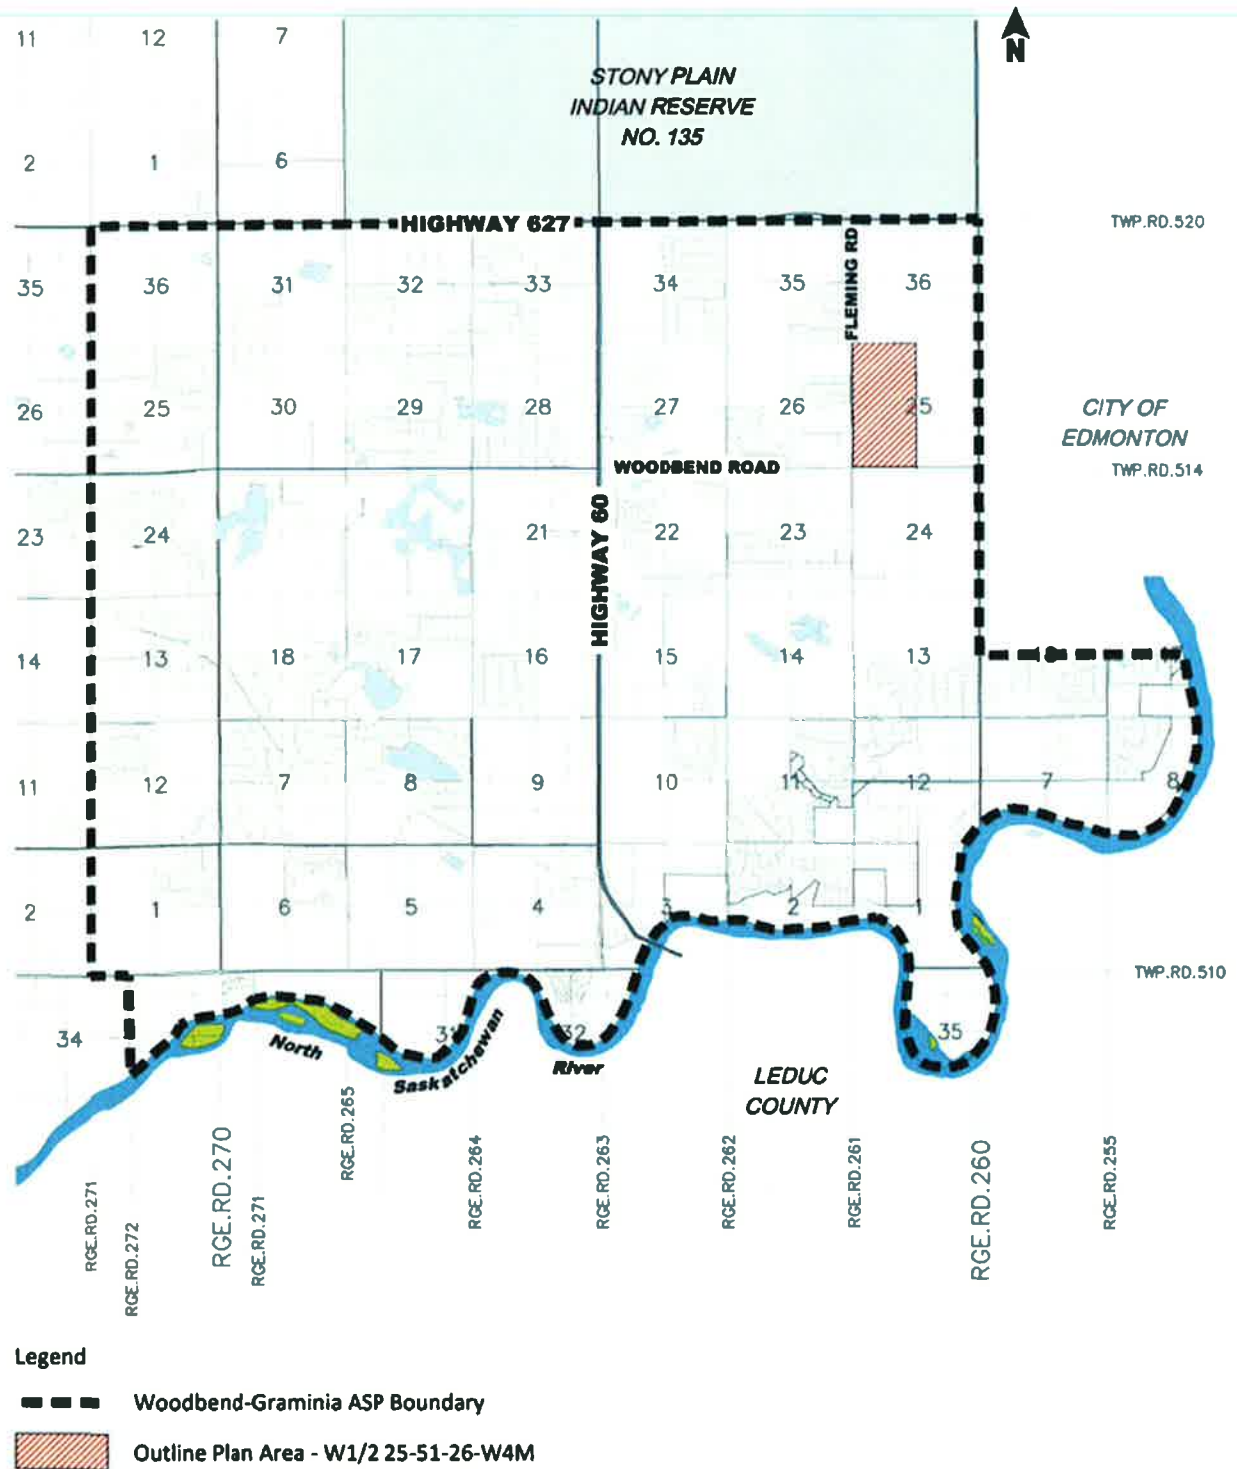 11 12 7
N
STONY PLAIN
INDIAN RESERVE
NO. 135
2 1 6
HIGHWAY 627
TWP.RD.520
FLEMING RD
35 36 31 32 33 34 35 36
26 25 30 29 28 27 26 25
CITY OF
EDMONTON
WOODBEND ROAD
TWP.RD.514
HIGHWAY 60
23 24 21 22 23 24
14 13 18 17 16 15 14 13
11 12 7 8 9 10 11 12 7 8
2 1 6 5 4 3 2 1
TWP.RD.510
34 31 32 35
North
Saskatchewan
River
LEDUC
COUNTY
RGE.RD.271
RGE.RD.272
RGE.RD.270
RGE.RD.271
RGE.RD.265
RGE.RD.264
RGE.RD.263
RGE.RD.262
RGE.RD.261
RGE.RD.260
RGE.RD.255
Legend
Woodbend-Graminia ASP Boundary
Outline Plan Area - W1/2 25-51-26-W4M